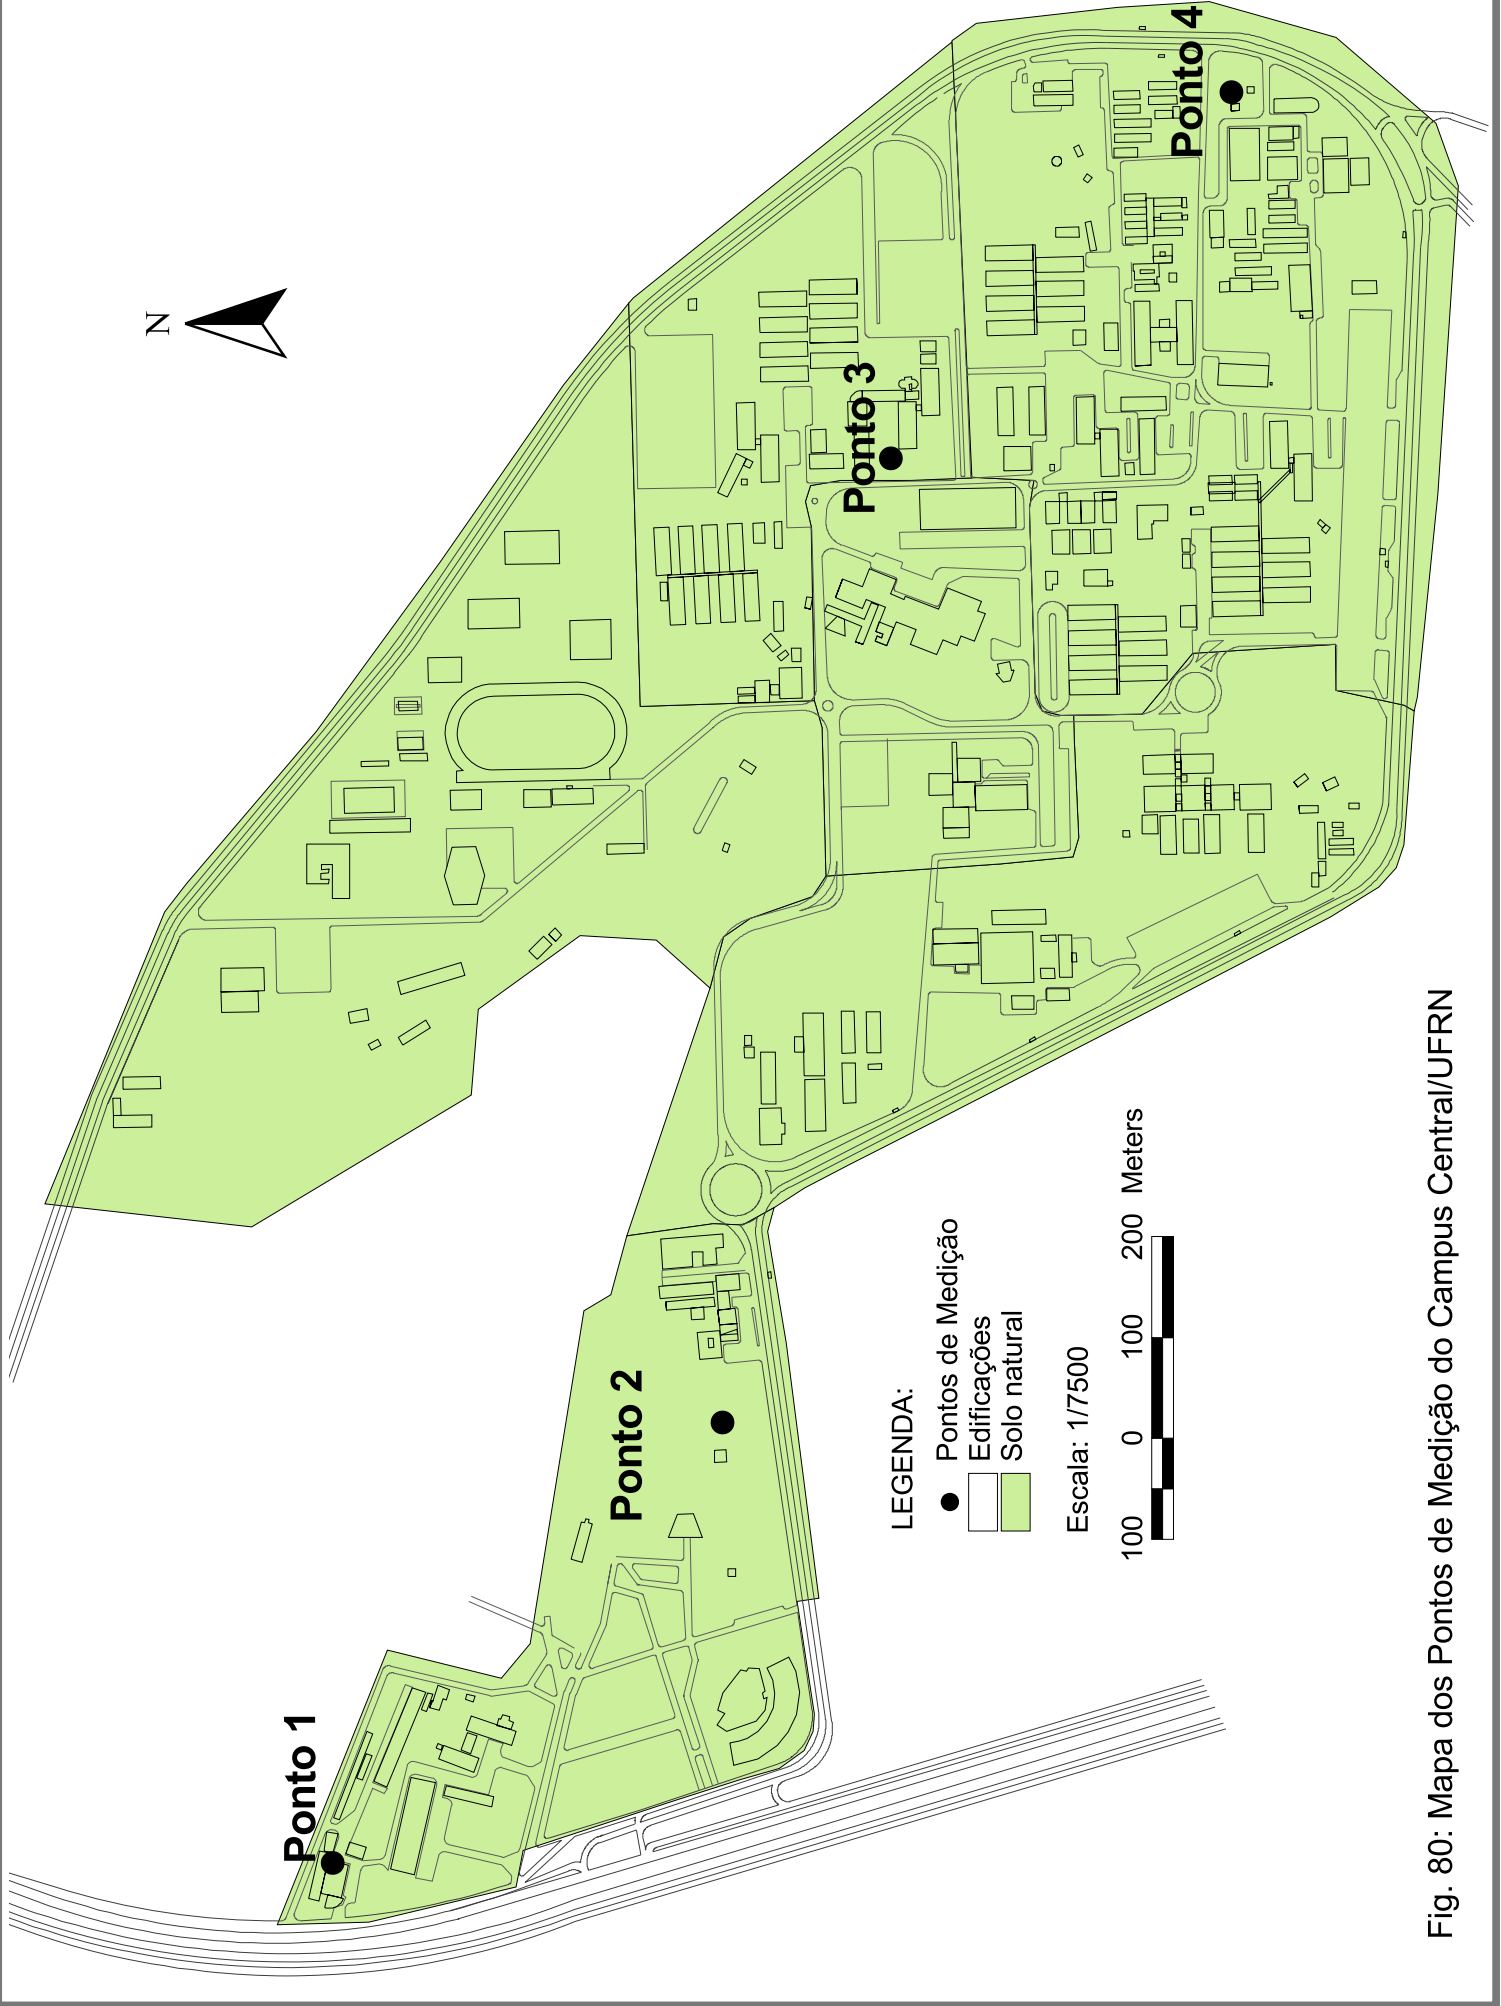 N
Ponto 1
Ponto 2
Ponto 3
Ponto 4
LEGENDA:
Pontos de Medição
Edificações
Solo natural
Escala: 1/7500
100 0 100 200 Meters
Fig. 80: Mapa dos Pontos de Medição do Campus Central/UFRN